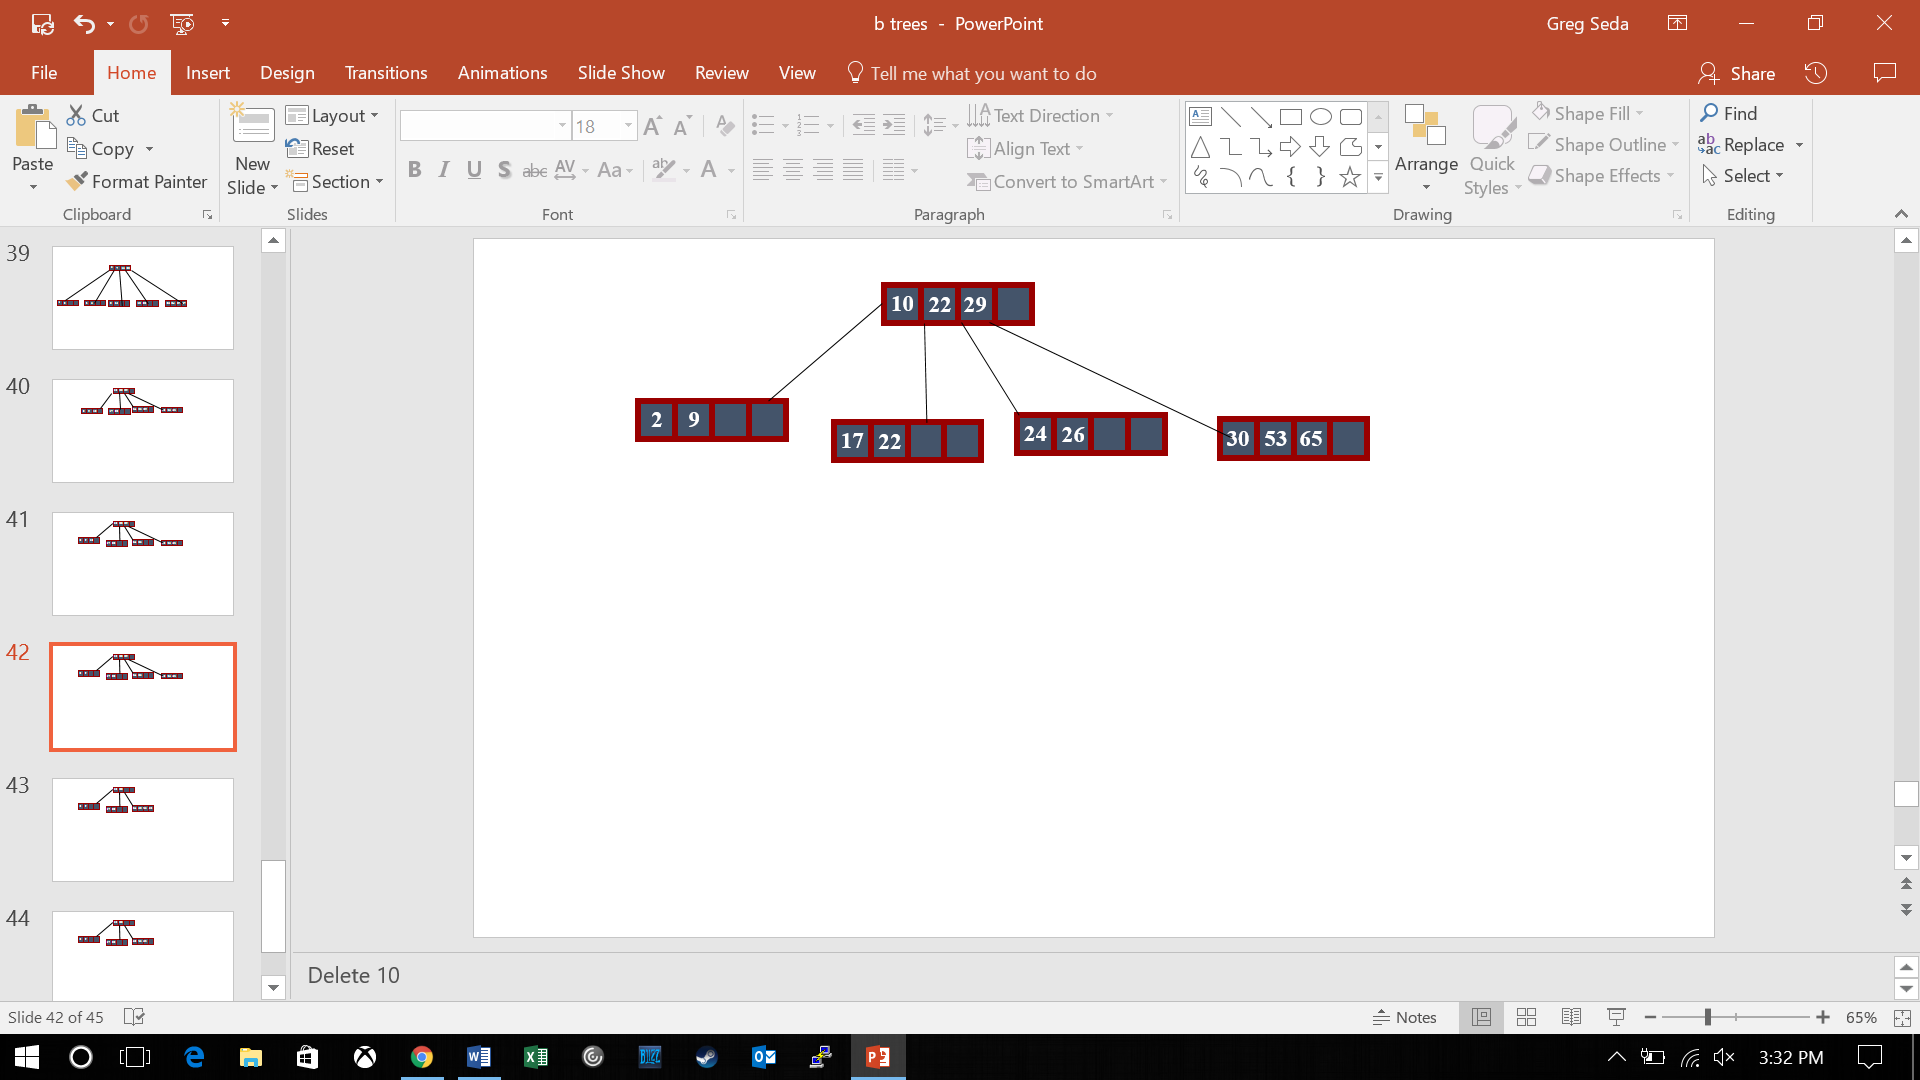 b trees - PowerPoint
Greg Seda
File Home Insert Design Transitions Animations Slide Show Review View Tell me what you want to do Share
Paste
Cut
Copy
Format Painter
Clipboard
New Slide
Layout
Reset
Section
Slides
18
B I U S abc AV Aa A
Font
Text Direction
Align Text
Convert to SmartArt
Paragraph
Arrange
Quick Styles
Shape Fill
Shape Outline
Shape Effects
Drawing
Find
Replace
Select
Editing
39
40
41
42
43
44
10 22 29
2 9
17 22
24 26
30 53 65
Delete 10
Slide 42 of 45
Notes
65%
3:32 PM